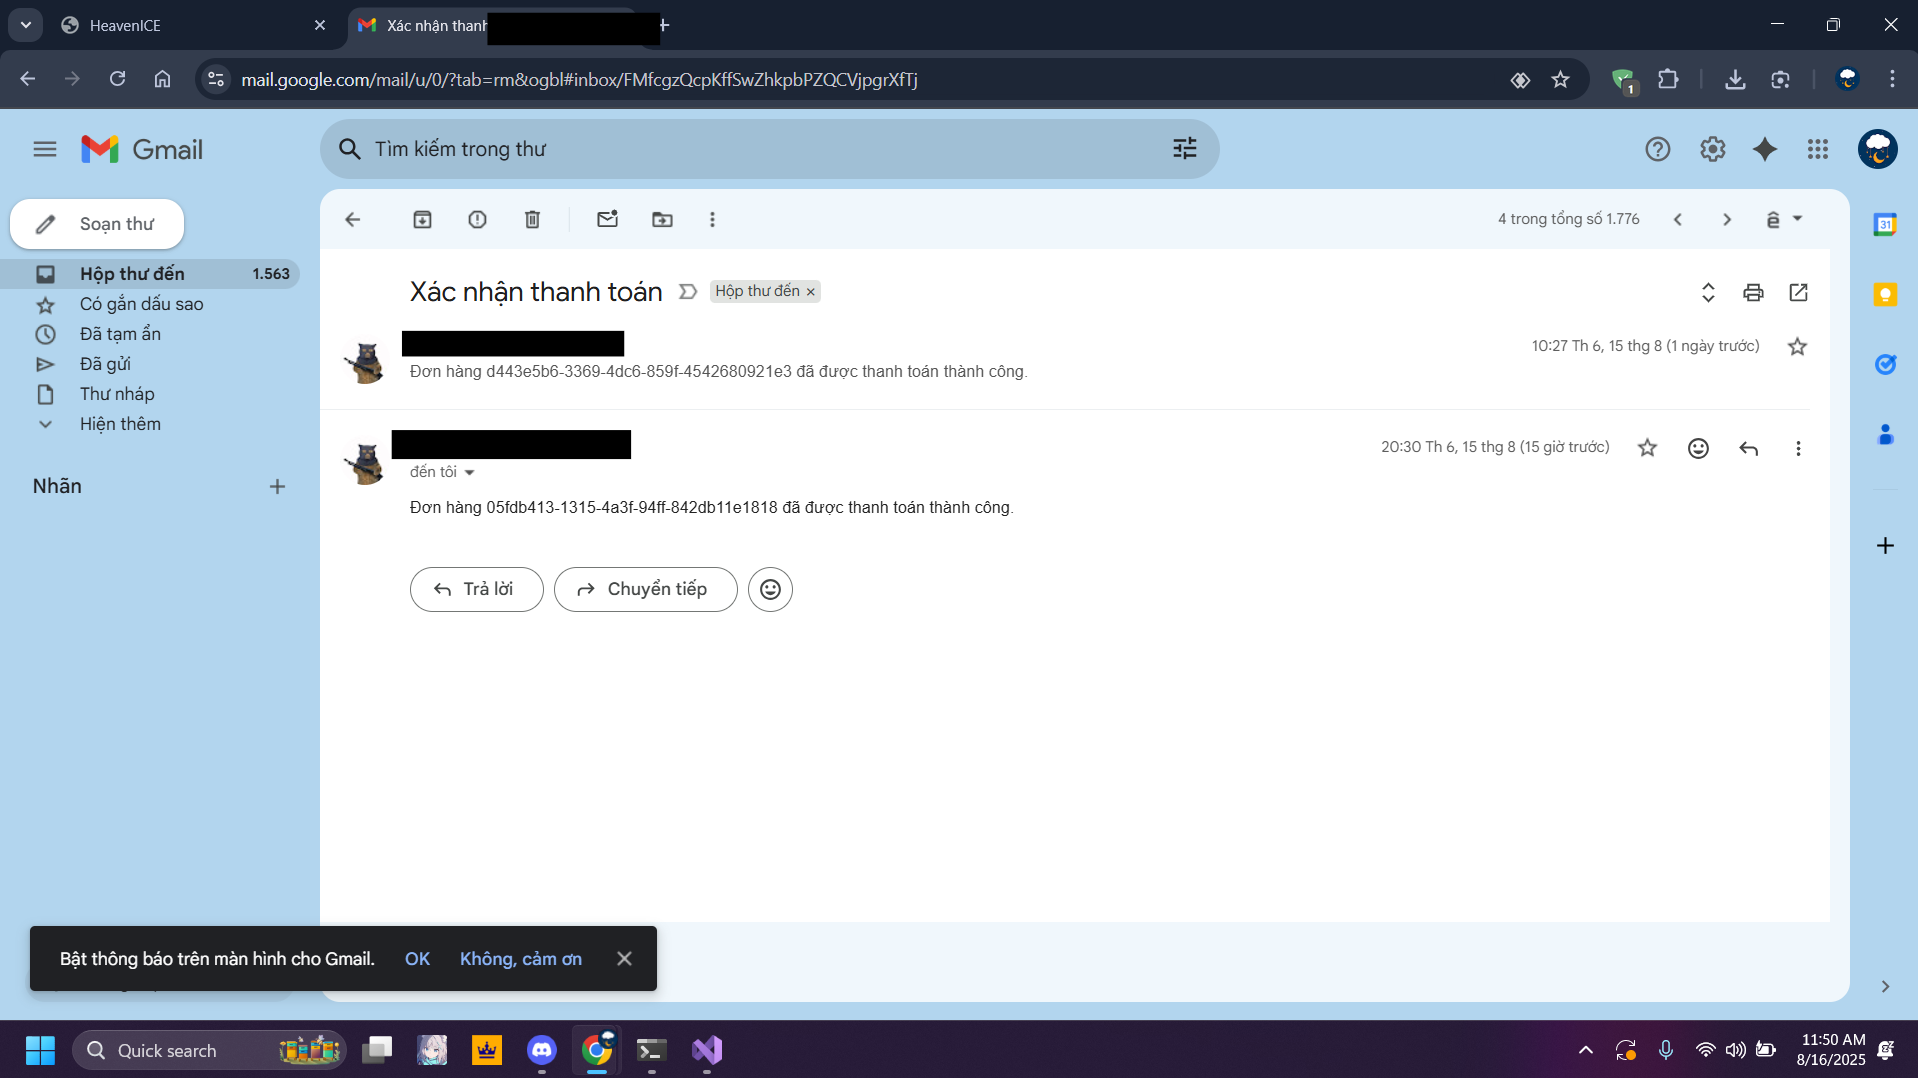 HeavenICE
Xác nhận thanh
mail.google.com/mail/u/0/?tab=rm&ogbl#inbox/FMfcgzQcpKffSwZhkpbPZQCVjpgrXfTj
1
Gmail
Tìm kiếm trong thư
Soạn thư
4 trong tổng số 1.776
31
Hộp thư đến 1.563
Có gắn dấu sao
Đã tạm ẩn
Đã gửi
Thư nháp
Hiện thêm
Nhãn
Xác nhận thanh toán
Hộp thư đến ×
10:27 Th 6, 15 thg 8 (1 ngày trước)
Đơn hàng d443e5b6-3369-4dc6-859f-4542680921e3 đã được thanh toán thành công.
20:30 Th 6, 15 thg 8 (15 giờ trước)
đến tôi
Đơn hàng 05fdb413-1315-4a3f-94ff-842db11e1818 đã được thanh toán thành công.
Trả lời
Chuyển tiếp
Bật thông báo trên màn hình cho Gmail. OK Không, cảm ơn
Quick search
11:50 AM
8/16/2025